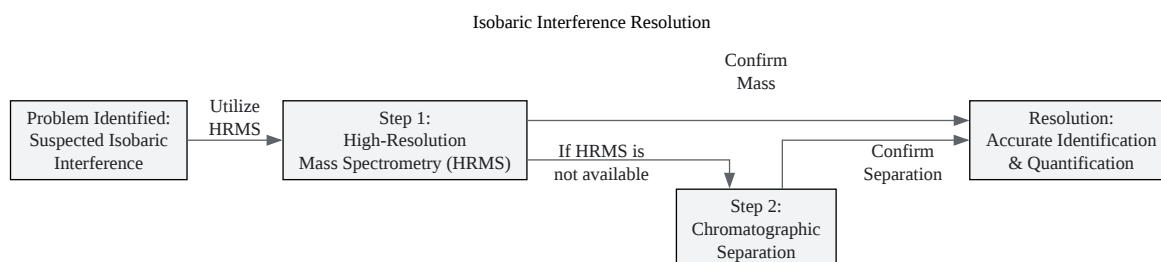 Isobaric Interference Resolution
Problem Identified:
Suspected Isobaric
Interference
Utilize
HRMS
Step 1:
High-Resolution
Mass Spectrometry (HRMS)
Confirm
Mass
If HRMS is
not available
Step 2:
Chromatographic
Separation
Confirm
Separation
Resolution:
Accurate Identification
& Quantification